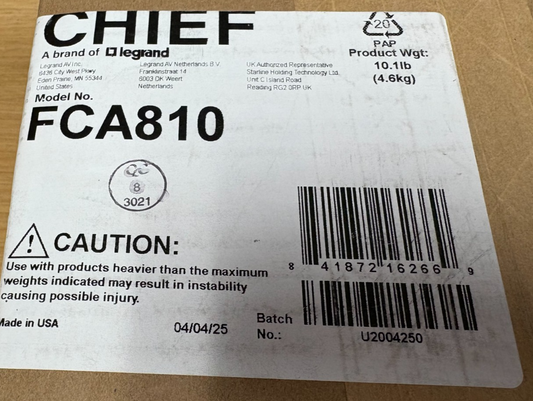 CHIEF
A brand of legrand
Legrand AV Inc.
6436 City West Pkwy
Eden Prairie, MN 55344
United States
Legrand AV Netherlands B.V.
Franklinstraat 14
6003 DK Weert
Netherlands
UK Authorized Representative
Starline Holding Technology Ltd.
Unit C Island Road
Reading RG2 0RP UK
20
PAP
Product Wgt:
10.1lb
(4.6kg)
Model No.
FCA810
QC
8
3021
CAUTION:
Use with products heavier than the maximum
weights indicated may result in instability
causing possible injury.
8 41872 16266 9
Made in USA
04/04/25
Batch
No.:
U2004250